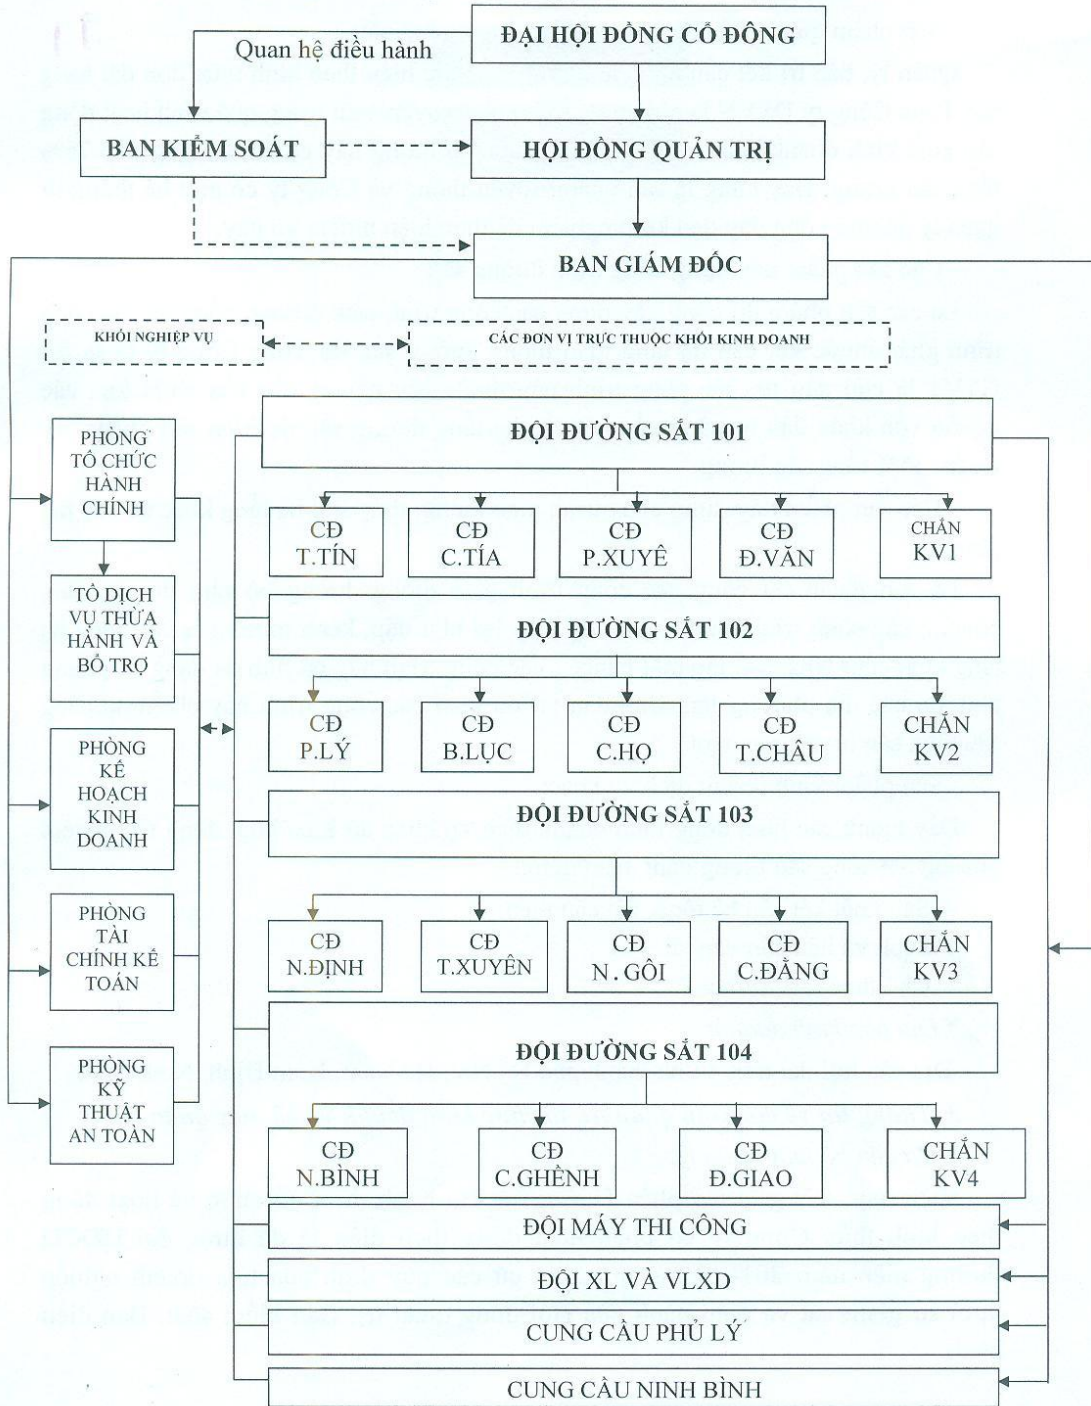 ĐẠI HỘI ĐỒNG CỔ ĐÔNG
Quan hệ điều hành
BAN KIỂM SOÁT
HỘI ĐỒNG QUẢN TRỊ
BAN GIÁM ĐỐC
KHỐI NGHIỆP VỤ
CÁC ĐƠN VỊ TRỰC THUỘC KHỐI KINH DOANH
PHÒNG
TỔ CHỨC
HÀNH
CHÍNH
TỔ DỊCH
VỤ THỪA
HÀNH VÀ
BỔ TRỢ
PHÒNG
KẾ
HOẠCH
KINH
DOANH
PHÒNG
TÀI
CHÍNH KẾ
TOÁN
PHÒNG
KỸ
THUẬT
AN TOÀN
ĐỘI ĐƯỜNG SẮT 101
CĐ
T.TÍN
CĐ
C.TÍA
CĐ
P.XUYÊ
CĐ
Đ.VĂN
CHẮN
KV1
ĐỘI ĐƯỜNG SẮT 102
CĐ
P.LÝ
CĐ
B.LỤC
CĐ
C.HỌ
CĐ
T.CHÂU
CHẮN
KV2
ĐỘI ĐƯỜNG SẮT 103
CĐ
N.ĐỊNH
CĐ
T.XUYÊN
CĐ
N. GÔI
CĐ
C.ĐẰNG
CHẮN
KV3
ĐỘI ĐƯỜNG SẮT 104
CĐ
N.BÌNH
CĐ
C.GHỀNH
CĐ
Đ.GIAO
CHẮN
KV4
ĐỘI MÁY THI CÔNG
ĐỘI XL VÀ VLXD
CUNG CẦU PHỦ LÝ
CUNG CẦU NINH BÌNH